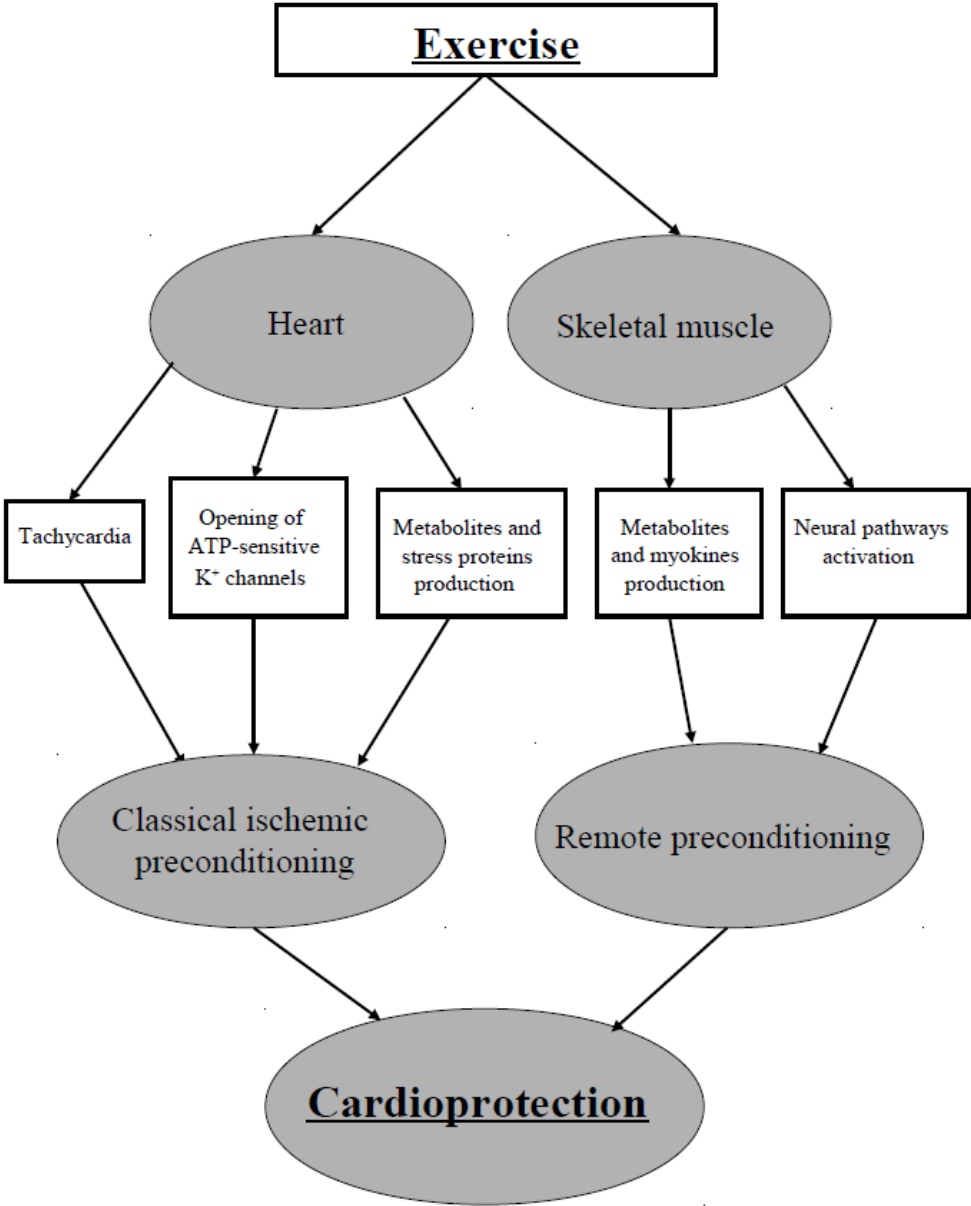 Exercise
Heart
Skeletal muscle
Tachycardia
Opening of
ATP-sensitive
K⁺ channels
Metabolites and
stress proteins
production
Metabolites
and myokines
production
Neural pathways
activation
Classical ischemic
preconditioning
Remote preconditioning
Cardioprotection